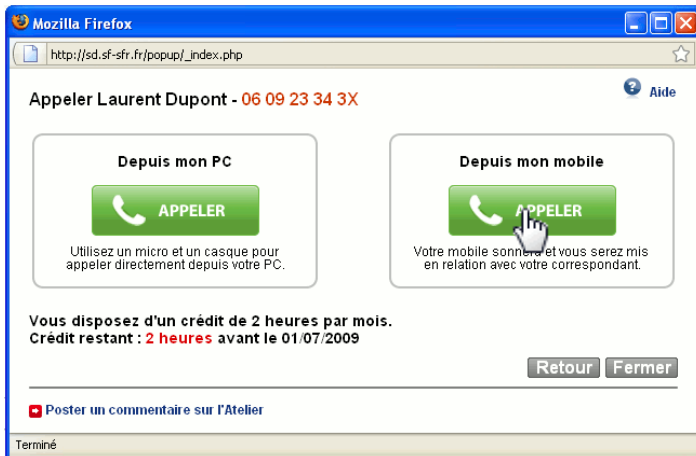 Mozilla Firefox
http://sd.sf-sfr.fr/popup/_index.php
Appeler Laurent Dupont - 06 09 23 34 3X
Aide
Depuis mon PC
APPELER
Utilisez un micro et un casque pour
appeler directement depuis votre PC.
Depuis mon mobile
APPELER
Votre mobile sonnera et vous serez mis
en relation avec votre correspondant.
Vous disposez d'un crédit de 2 heures par mois.
Crédit restant : 2 heures avant le 01/07/2009
Retour Fermer
Poster un commentaire sur l'Atelier
Terminé